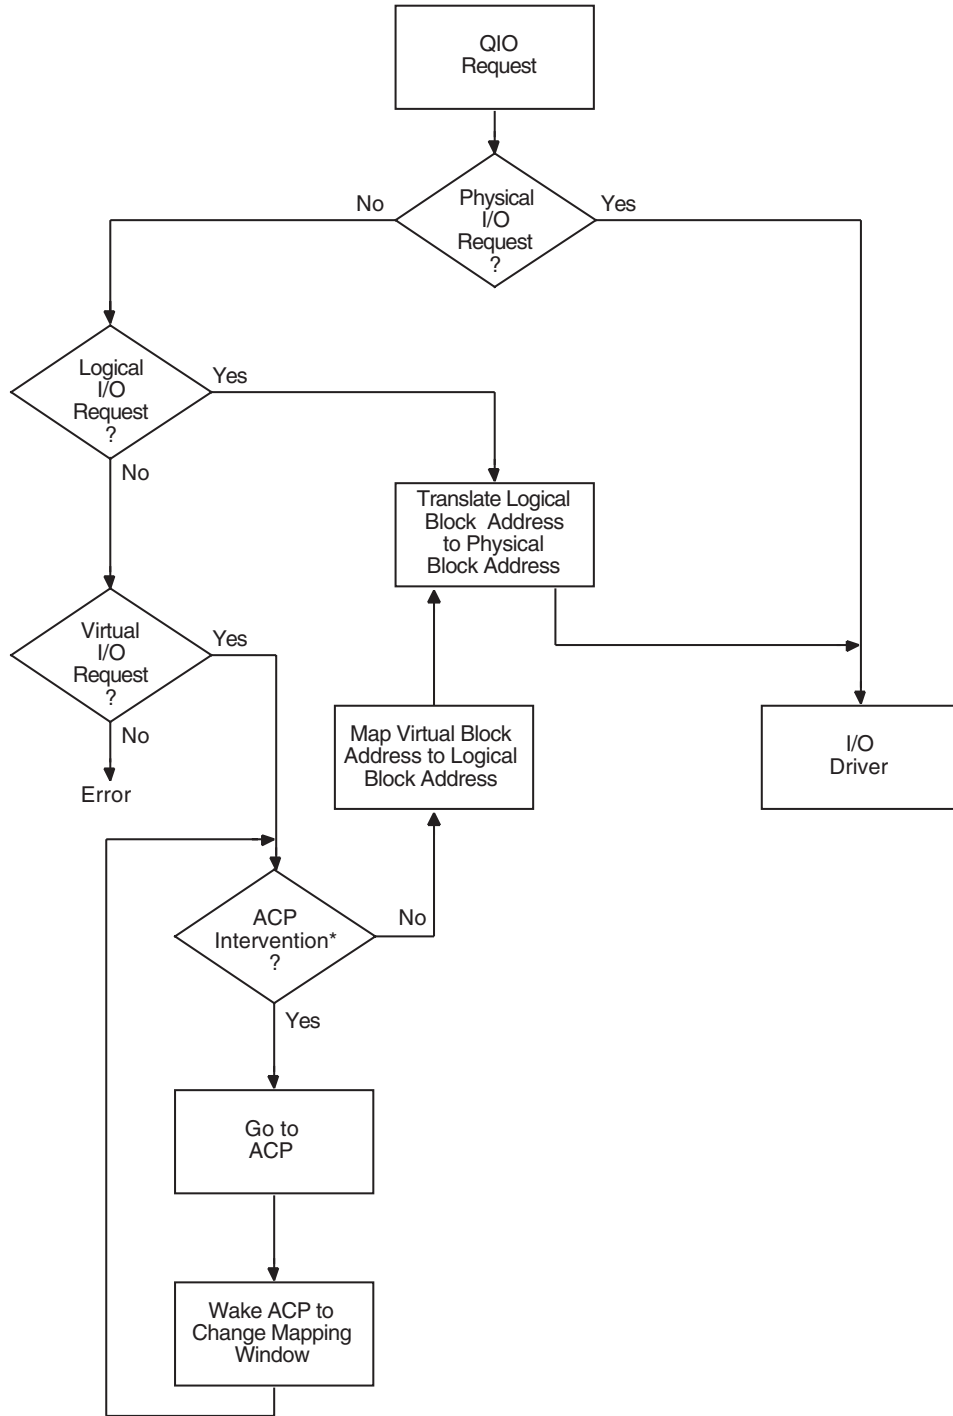 QIO
Request
Physical
I/O
Request
?
No
Yes
Logical
I/O
Request
?
Yes
No
Translate Logical
Block Address
to Physical
Block Address
Virtual
I/O
Request
?
Yes
No
Error
Map Virtual Block
Address to Logical
Block Address
I/O
Driver
ACP
Intervention*
?
No
Yes
Go to
ACP
Wake ACP to
Change Mapping
Window